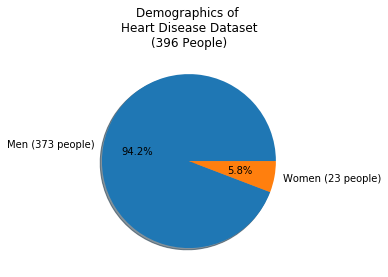 Demographics of
Heart Disease Dataset
(396 People)
Men (373 people)
94.2%
5.8%
Women (23 people)